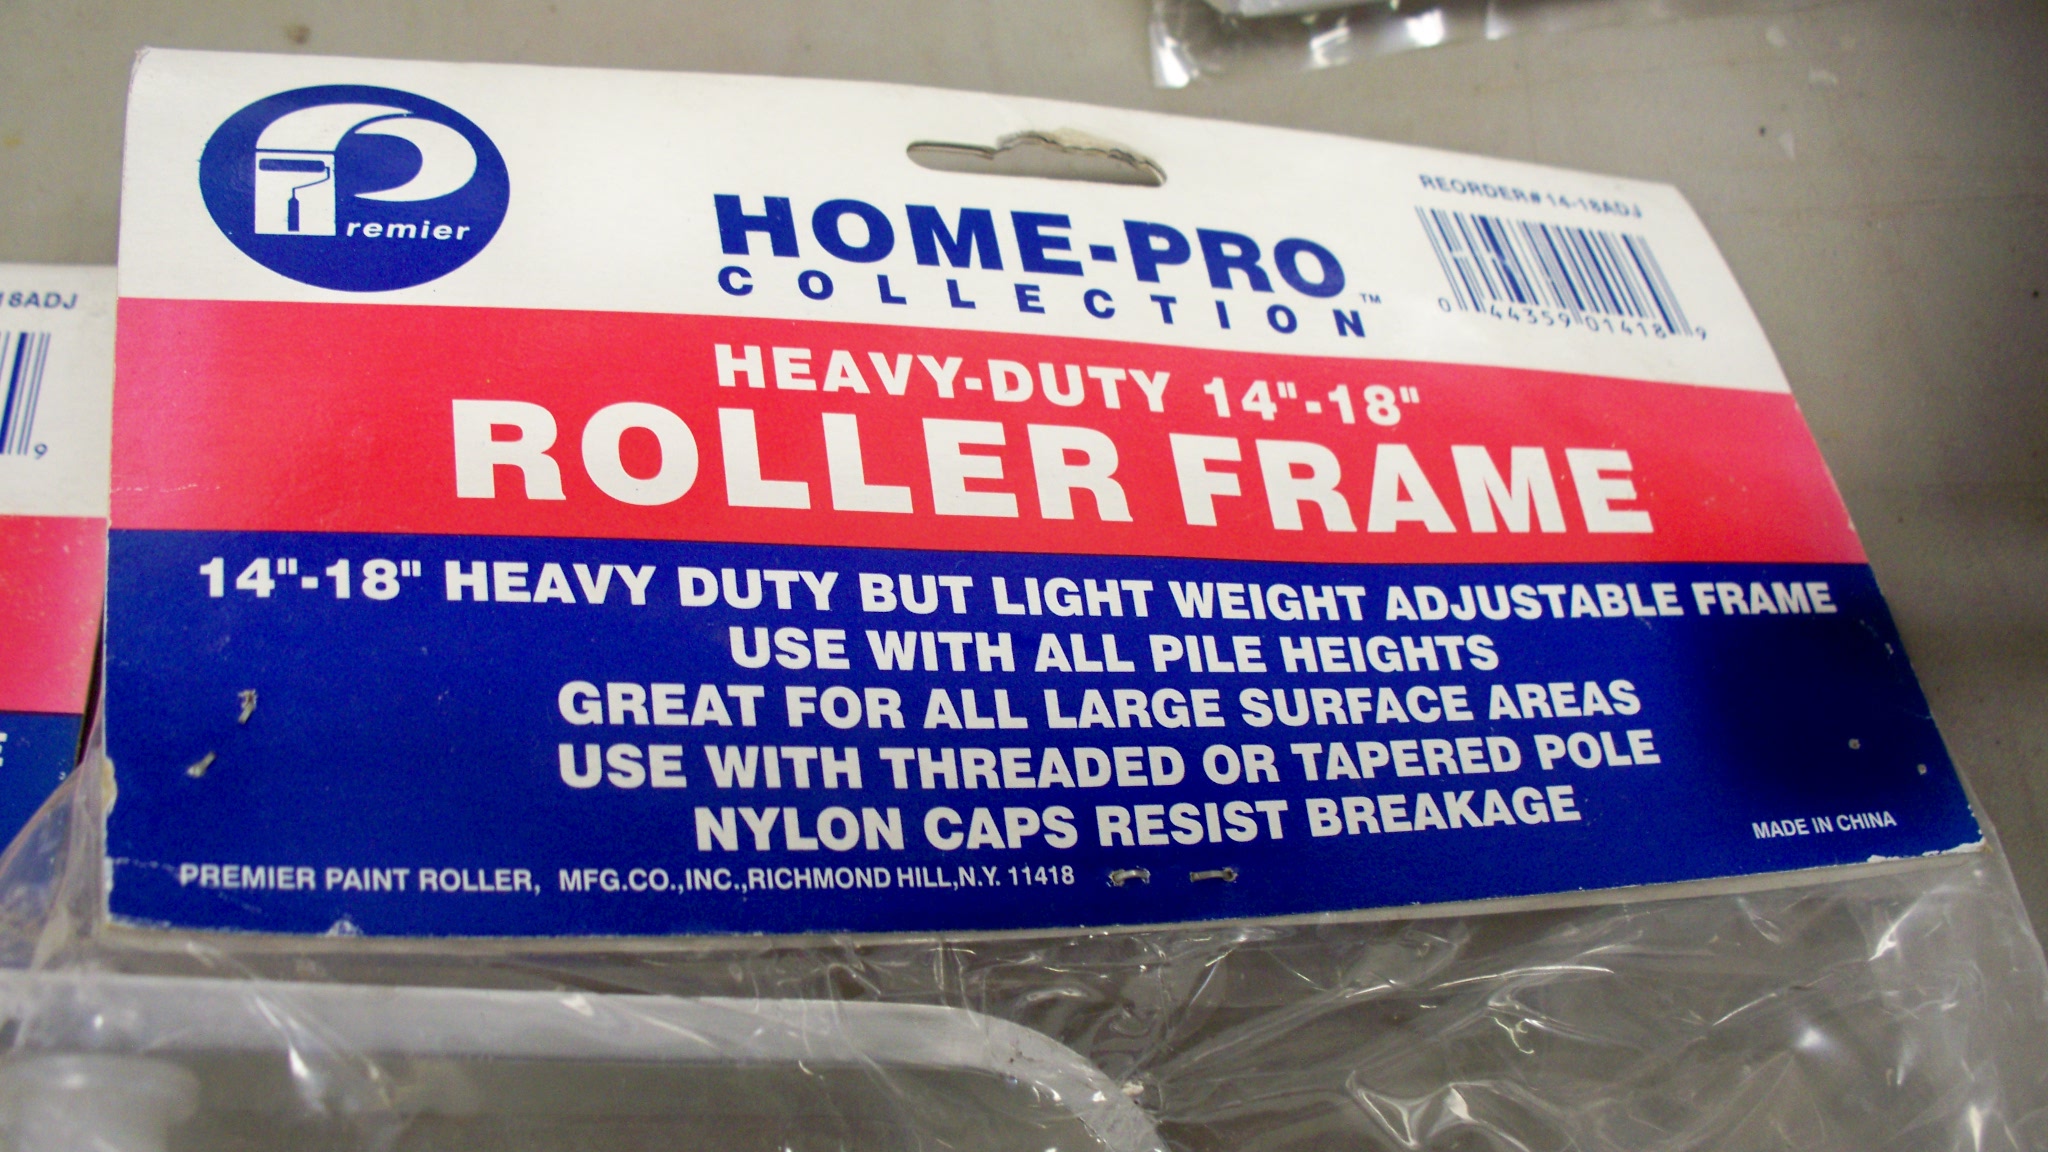 Premier
HOME-PRO
COLLECTION™
REORDER# 14-18ADJ
0 44359 01418 9
HEAVY-DUTY 14"-18"
ROLLER FRAME
14"-18" HEAVY DUTY BUT LIGHT WEIGHT ADJUSTABLE FRAME
USE WITH ALL PILE HEIGHTS
GREAT FOR ALL LARGE SURFACE AREAS
USE WITH THREADED OR TAPERED POLE
NYLON CAPS RESIST BREAKAGE
MADE IN CHINA
PREMIER PAINT ROLLER, MFG.CO.,INC.,RICHMOND HILL,N.Y. 11418
18ADJ
9